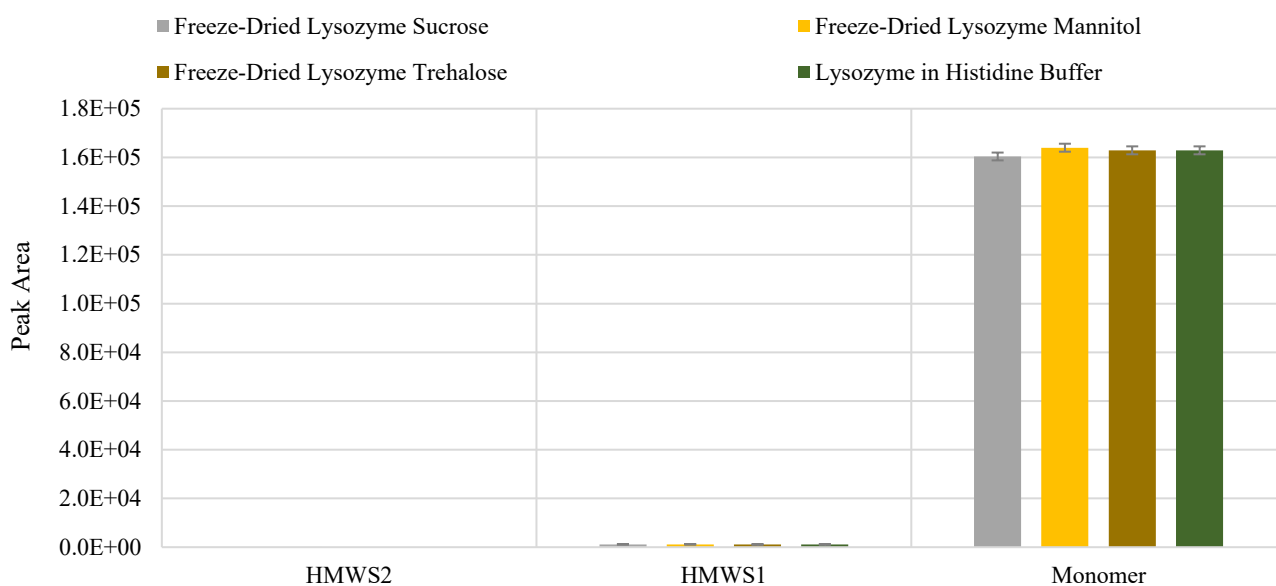 Freeze-Dried Lysozyme Sucrose
Freeze-Dried Lysozyme Mannitol
Freeze-Dried Lysozyme Trehalose
Lysozyme in Histidine Buffer
Peak Area
1.8E+05
1.6E+05
1.4E+05
1.2E+05
1.0E+05
8.0E+04
6.0E+04
4.0E+04
2.0E+04
0.0E+00
HMWS2
HMWS1
Monomer